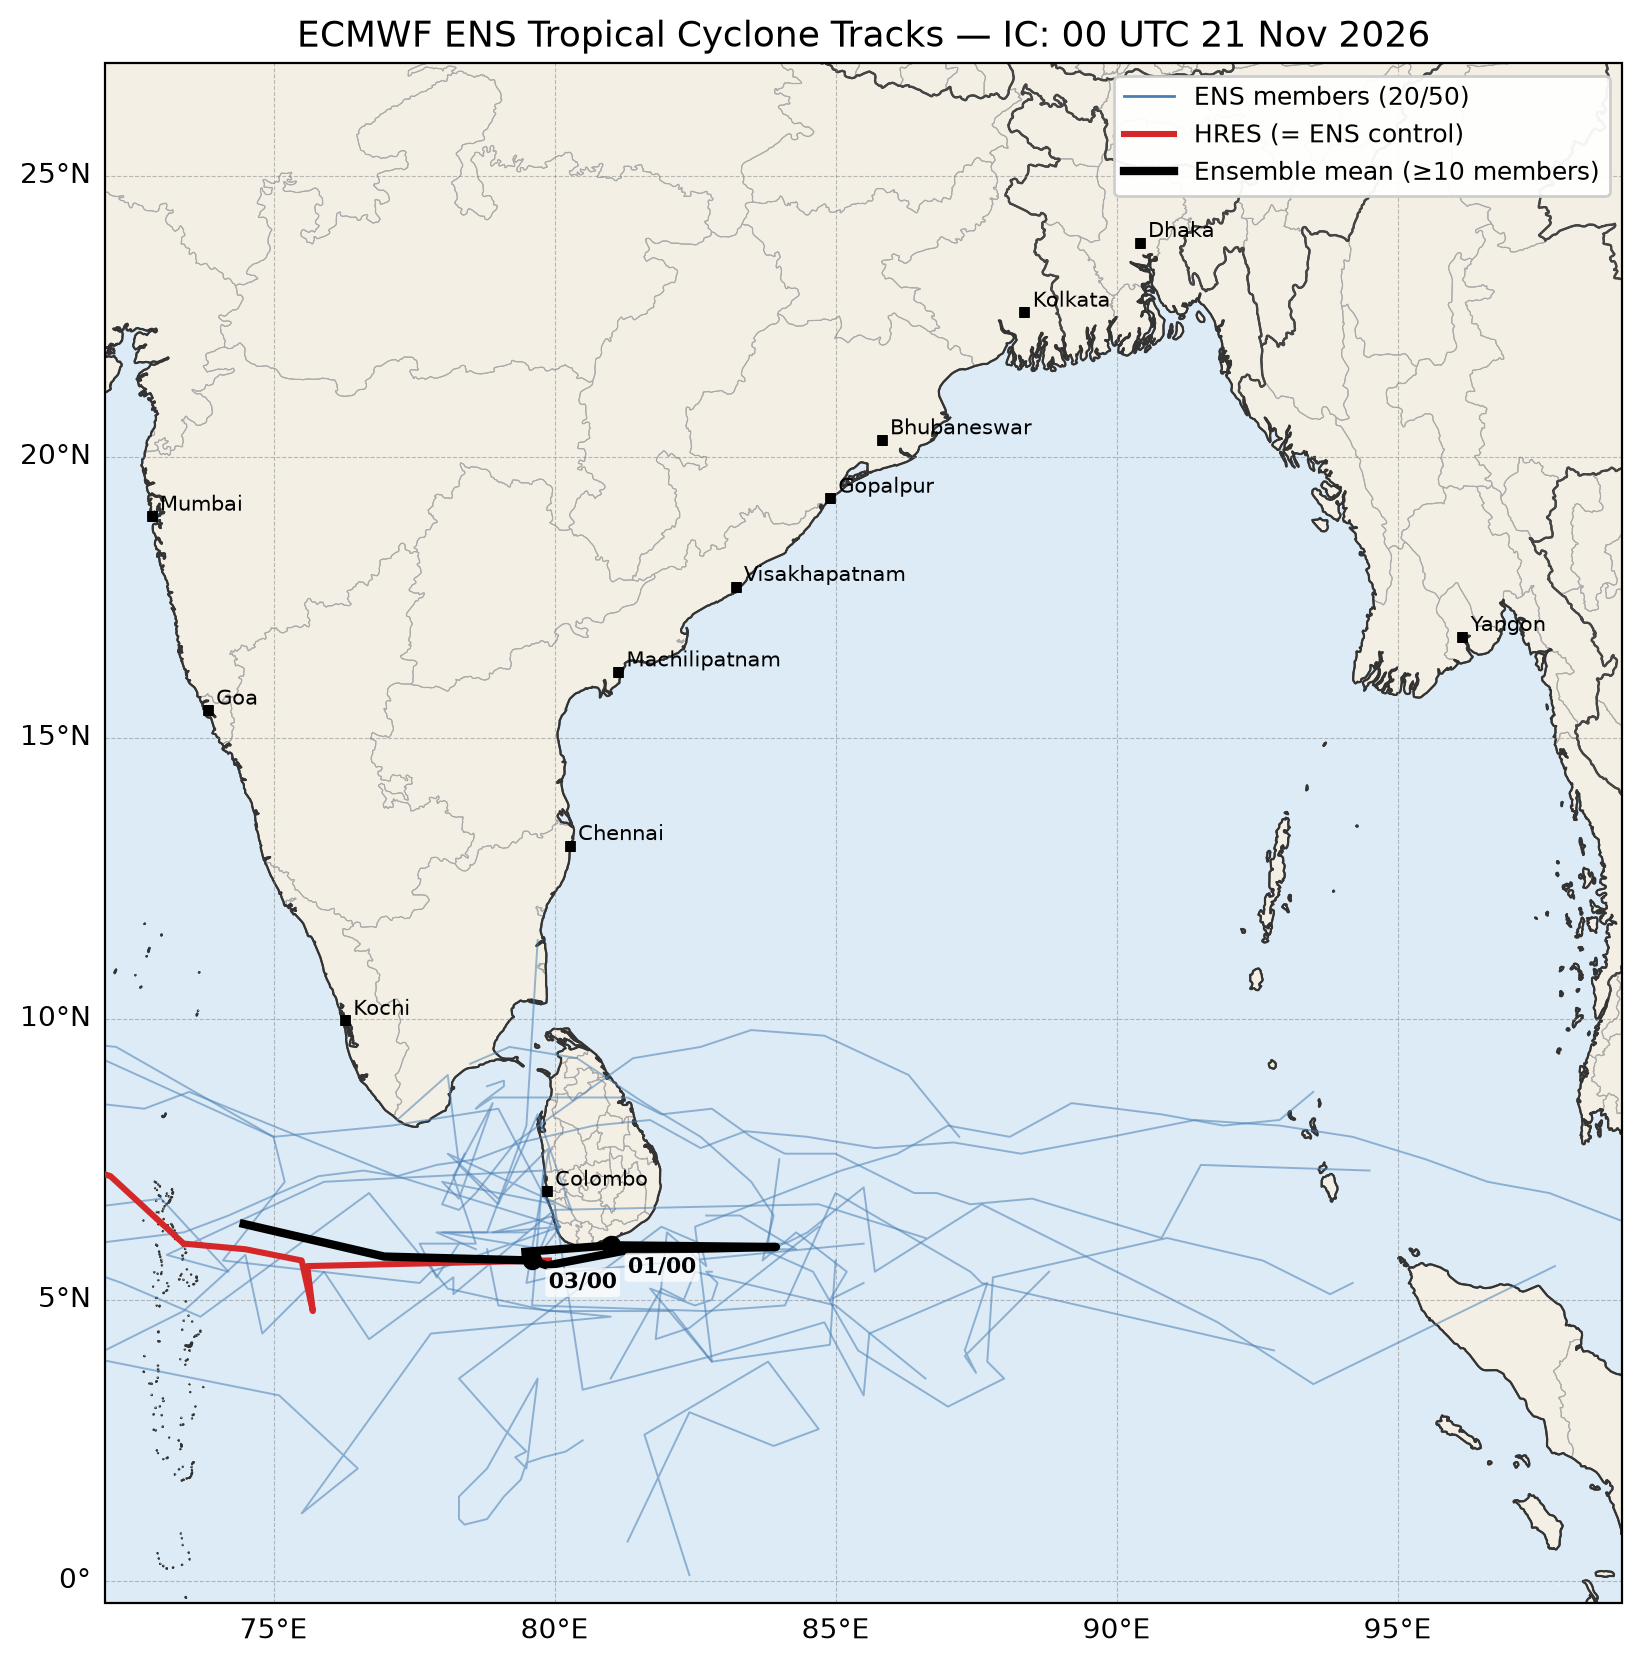 ECMWF ENS Tropical Cyclone Tracks — IC: 00 UTC 21 Nov 2026
ENS members (20/50)
HRES (= ENS control)
Ensemble mean (≥10 members)
25°N
20°N
15°N
10°N
5°N
0°
Dhaka
Kolkata
Bhubaneswar
Gopalpur
Mumbai
Visakhapatnam
Yangon
Machilipatnam
Goa
Chennai
Kochi
Colombo
01/00
03/00
75°E
80°E
85°E
90°E
95°E